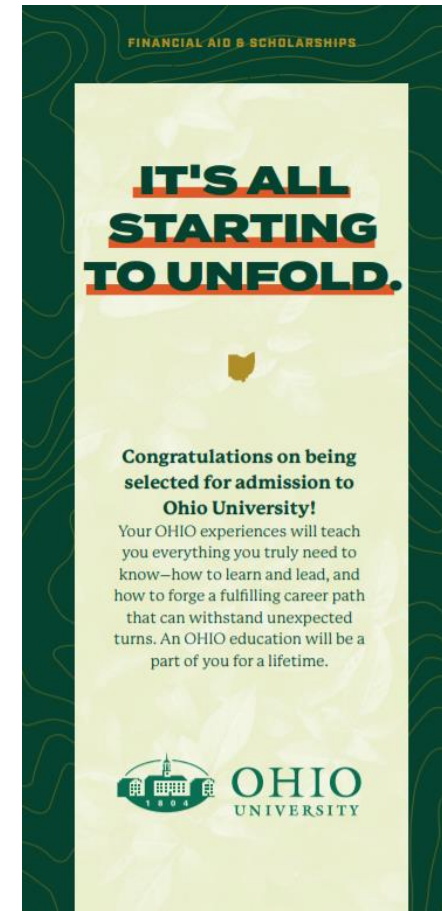 FINANCIAL AID & SCHOLARSHIPS
IT'S ALL
STARTING
TO UNFOLD.
Congratulations on being
selected for admission to
Ohio University!
Your OHIO experiences will teach
you everything you truly need to
know—how to learn and lead, and
how to forge a fulfilling career path
that can withstand unexpected
turns. An OHIO education will be a
part of you for a lifetime.
1804
OHIO
UNIVERSITY